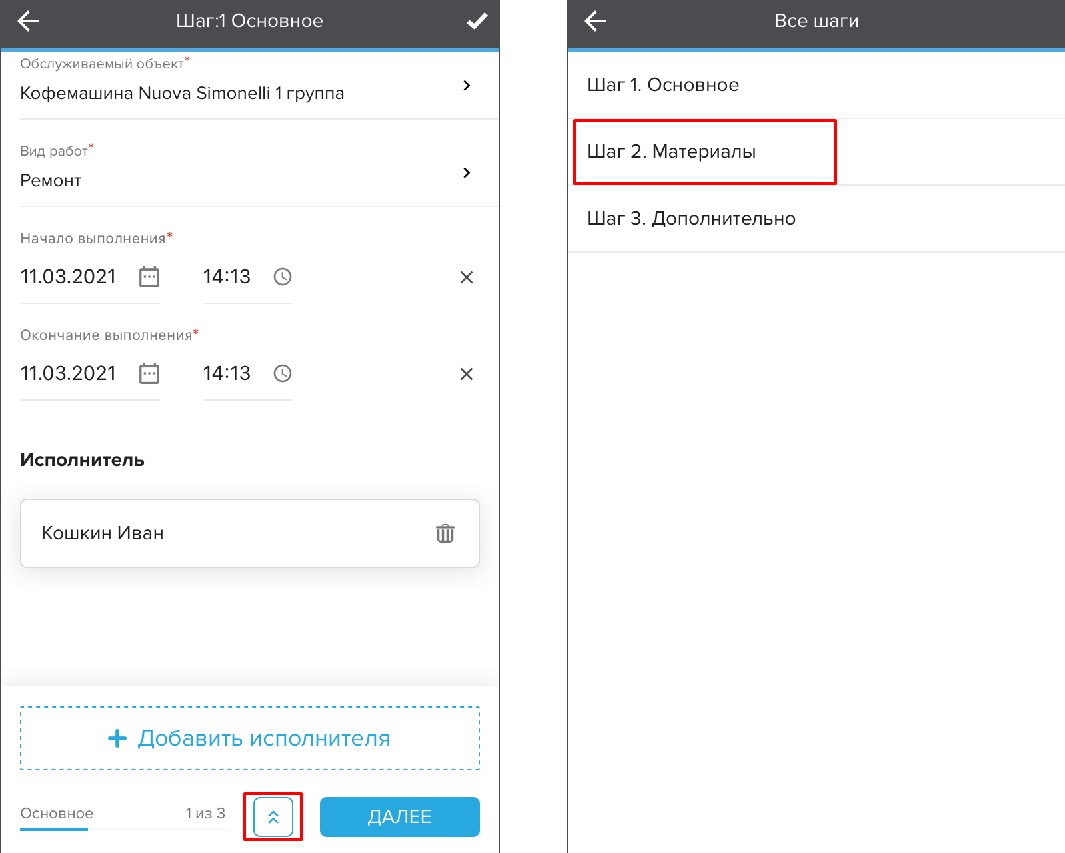 Шаг:1 Основное
Обслуживаемый объект*
Кофемашина Nuova Simonelli 1 группа
Вид работ*
Ремонт
Начало выполнения*
11.03.2021 14:13
Окончание выполнения*
11.03.2021 14:13
Исполнитель
Кошкин Иван
+ Добавить исполнителя
Основное 1 из 3 ДАЛЕЕ
Все шаги
Шаг 1. Основное
Шаг 2. Материалы
Шаг 3. Дополнительно